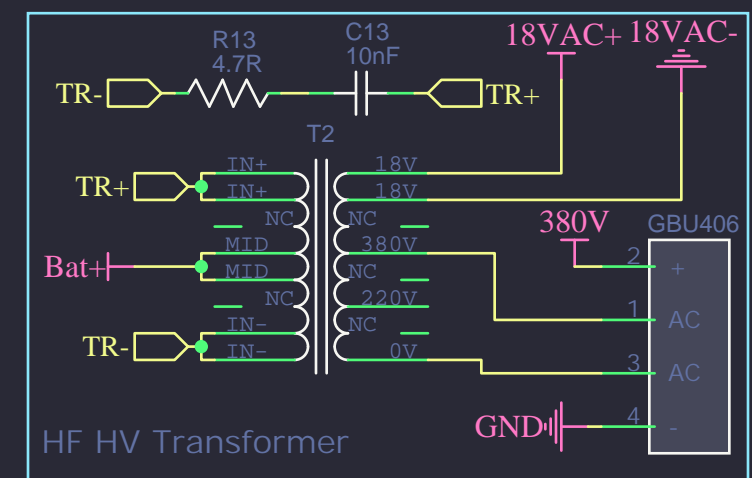 R13
4.7R
C13
10nF
18VAC+ 18VAC-
TR-
TR+
T2
IN+
18V
TR+
IN+
18V
NC
NC
380V
GBU406
MID
380V
2
+
Bat+
MID
NC
NC
220V
1
AC
IN-
NC
TR-
IN-
0V
3
AC
GND
4
-
HF HV Transformer